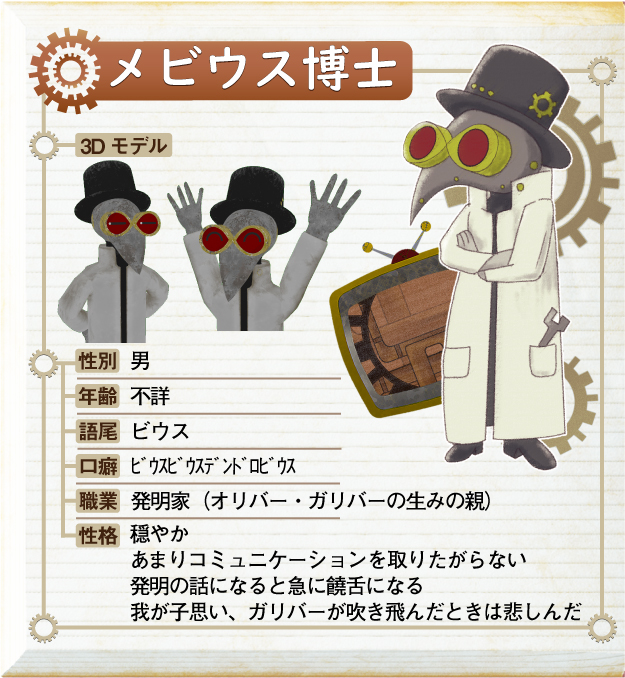 メビウス博士
3D モデル
性別 男
年齢 不詳
語尾 ビウス
口癖 ﾋﾞｳｽﾋﾞｳｽﾃﾞﾝﾄﾞﾛﾋﾞｳｽ
職業 発明家（オリバー・ガリバーの生みの親）
性格 穏やか
あまりコミュニケーションを取りたがらない
発明の話になると急に饒舌になる
我が子思い、ガリバーが吹き飛んだときは悲しんだ